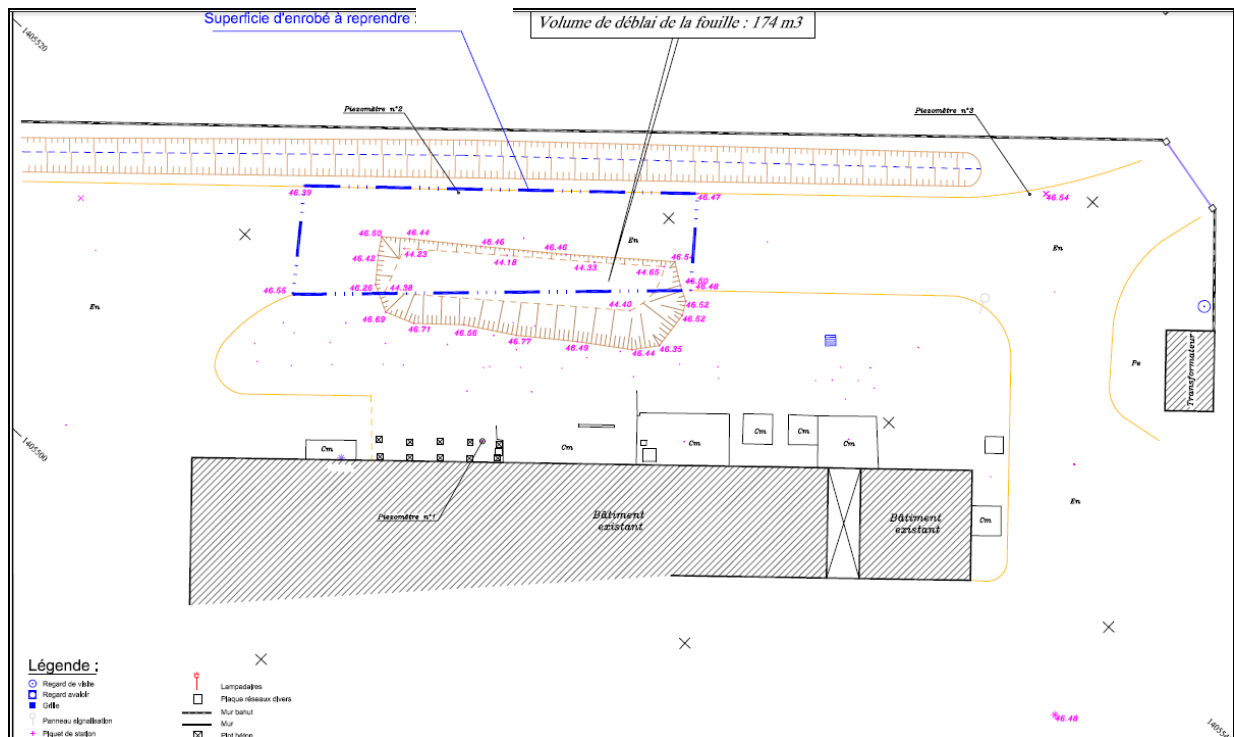 Superficie d'enrobé à reprendre :
Volume de déblai de la fouille : 174 m3
1405520
Piezomètre n°2
Piezomètre n°3
46.39
46.47
46.54
En
46.50
46.44
46.46
46.46
En
46.54
En
46.42
44.23
44.18
44.33
44.65
46.50
46.55
46.26
44.38
46.48
En
44.40
46.52
46.69
46.71
46.56
46.77
46.49
46.44
46.35
46.52
Pe
Transformateur
1405500
Cm
Cm
Cm
Cm
Cm
Cm
En
Piezomètre n°1
Bâtiment
existant
Bâtiment
existant
Cm
Légende :
Regard de visite
Regard avaloir
Grille
Panneau signalisation
Piquet de station
Lampadaires
Plaque réseaux divers
Mur bahut
Mur
Plot béton
46.48